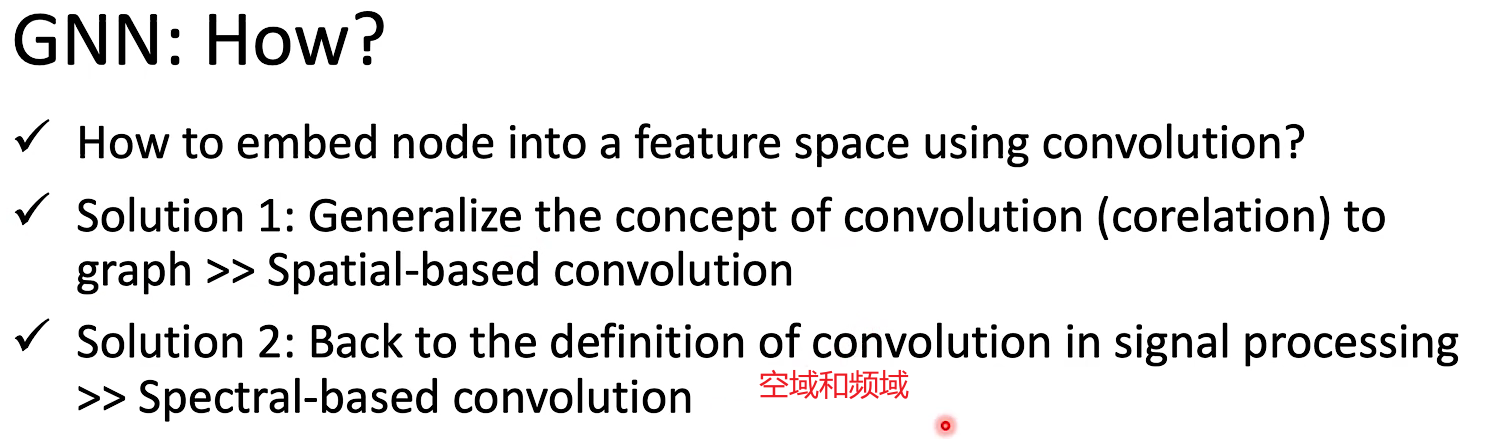 GNN: How?
✓ How to embed node into a feature space using convolution?
✓ Solution 1: Generalize the concept of convolution (corelation) to
graph >> Spatial-based convolution
✓ Solution 2: Back to the definition of convolution in signal processing
>> Spectral-based convolution
空域和频域